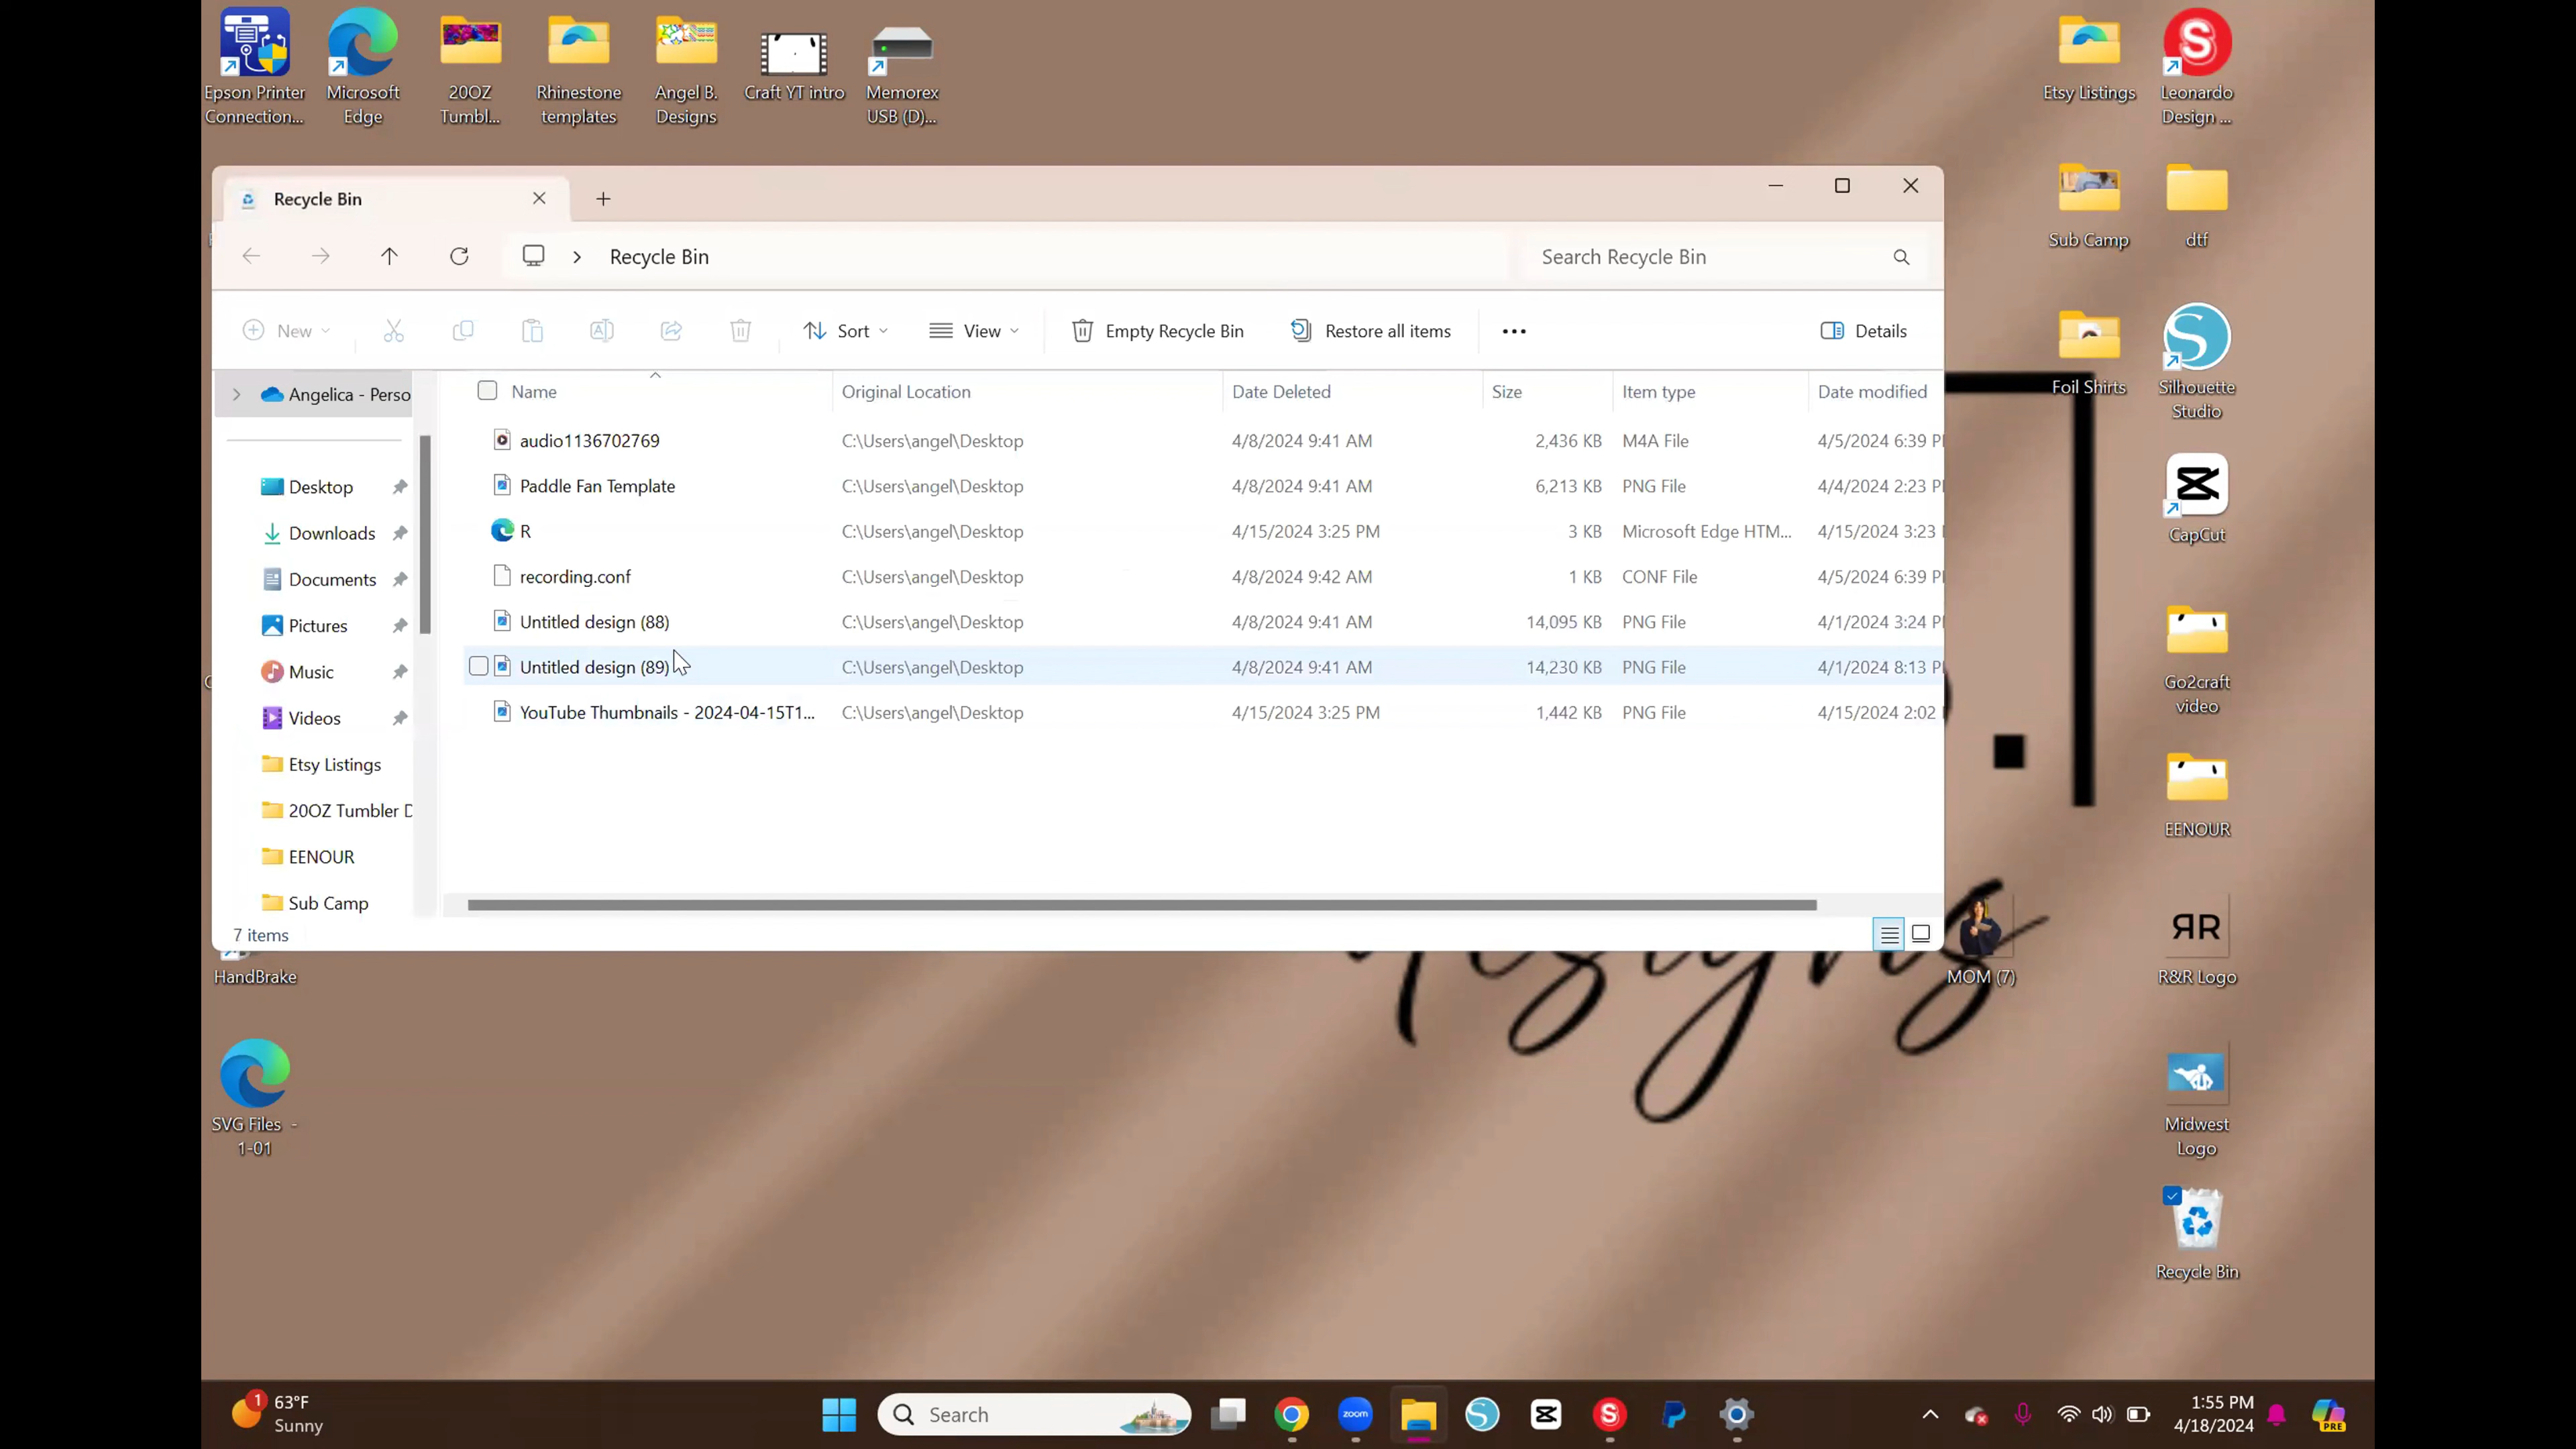 Epson Printer
Connection...
Microsoft
Edge
20OZ
Tumbl...
Rhinestone
templates
Angel B.
Designs
Craft YT intro
Memorex
USB (D)...
Etsy Listings
Leonardo
Design ...
Recycle Bin
Recycle Bin
Search Recycle Bin
Sub Camp
dtf
New
Sort
View
Empty Recycle Bin
Restore all items
Details
Foil Shirts
Silhouette
Studio
Angelica - Perso
Name
Original Location
Date Deleted
Size
Item type
Date modified
audio1136702769 C:\Users\angel\Desktop 4/8/2024 9:41 AM 2,436 KB M4A File 4/5/2024 6:39 P
Paddle Fan Template C:\Users\angel\Desktop 4/8/2024 9:41 AM 6,213 KB PNG File 4/4/2024 2:23 P
R C:\Users\angel\Desktop 4/15/2024 3:25 PM 3 KB Microsoft Edge HTM... 4/15/2024 3:23
recording.conf C:\Users\angel\Desktop 4/8/2024 9:42 AM 1 KB CONF File 4/5/2024 6:39 P
Untitled design (88) C:\Users\angel\Desktop 4/8/2024 9:41 AM 14,095 KB PNG File 4/1/2024 3:24 P
Untitled design (89) C:\Users\angel\Desktop 4/8/2024 9:41 AM 14,230 KB PNG File 4/1/2024 8:13 P
YouTube Thumbnails - 2024-04-15T1... C:\Users\angel\Desktop 4/15/2024 3:25 PM 1,442 KB PNG File 4/15/2024 2:02
Desktop
Downloads
Documents
Pictures
Music
Videos
Etsy Listings
20OZ Tumbler D
EENOUR
Sub Camp
7 items
CapCut
Go2craft
video
EENOUR
HandBrake
MOM (7)
RR
R&R Logo
SVG Files -
1-01
Midwest
Logo
Recycle Bin
1
63°F
Sunny
Search
zoom
1:55 PM
4/18/2024
PRE